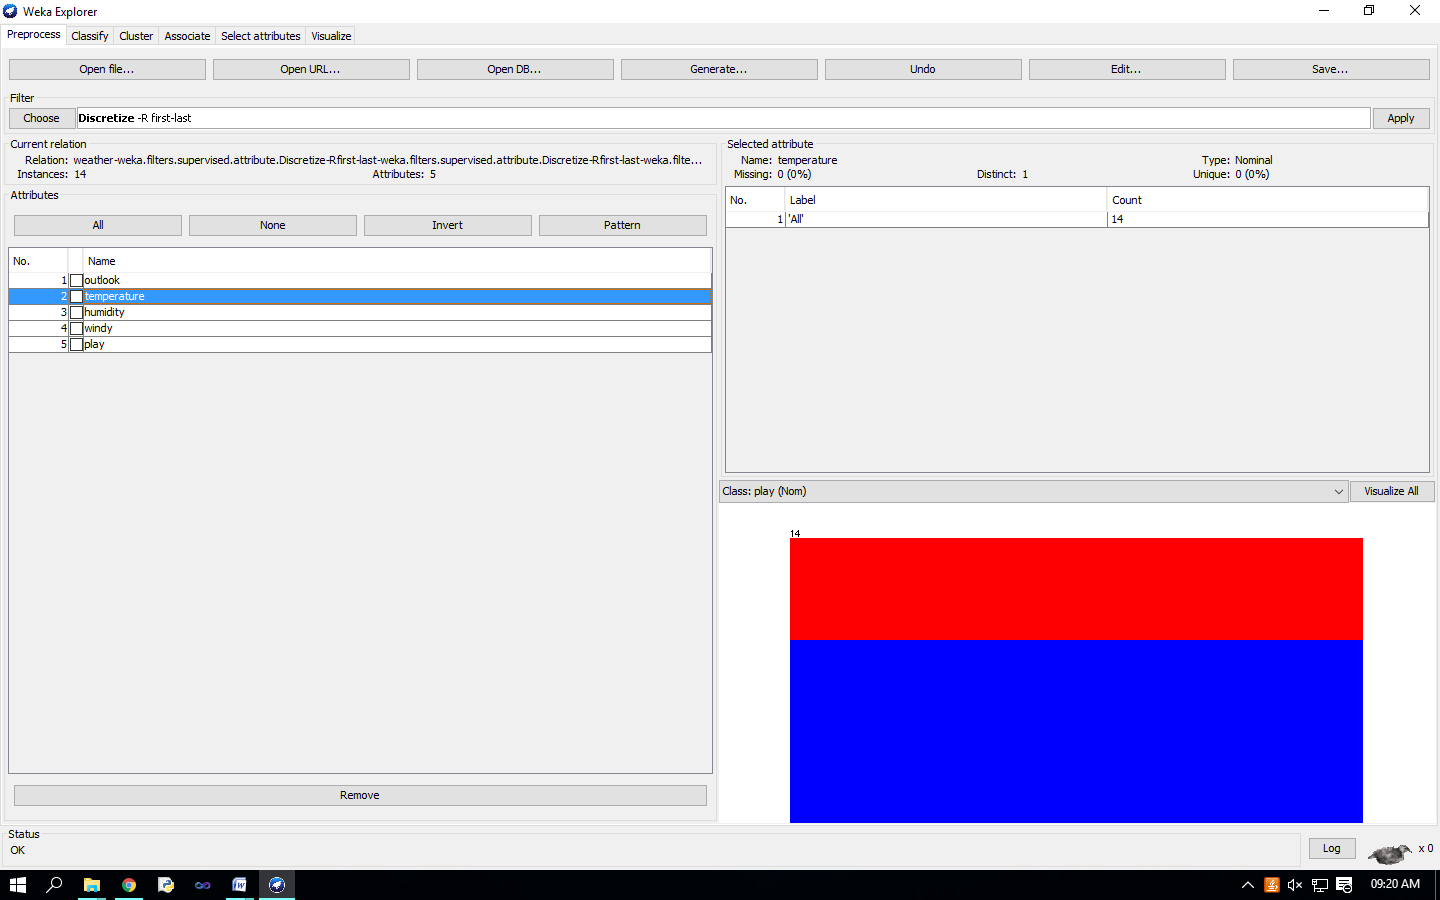 Weka Explorer
Preprocess Classify Cluster Associate Select attributes Visualize
Open file... Open URL... Open DB... Generate... Undo Edit... Save...
Filter
Choose Discretize -R first-last Apply
Current relation
Relation: weather-weka.filters.supervised.attribute.Discretize-Rfirst-last-weka.filters.supervised.attribute.Discretize-Rfirst-last-weka.filte...
Instances: 14 Attributes: 5
Attributes
All None Invert Pattern
No. Name
1 outlook
2 temperature
3 humidity
4 windy
5 play
Remove
Selected attribute
Name: temperature Type: Nominal
Missing: 0 (0%) Distinct: 1 Unique: 0 (0%)
No. Label Count
1 'All' 14
Class: play (Nom) Visualize All
14
Status
OK
Log x 0
09:20 AM